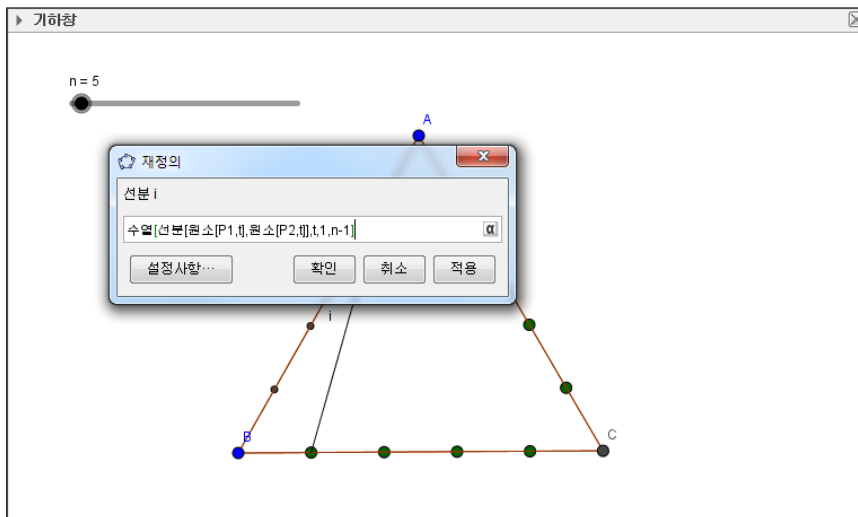 기하창
n = 5
A
재정의
선분 i
수열[선분[원소[P1,t],원소[P2,t]],t,1,n-1]
α
설정사항…
확인
취소
적용
i
B
C